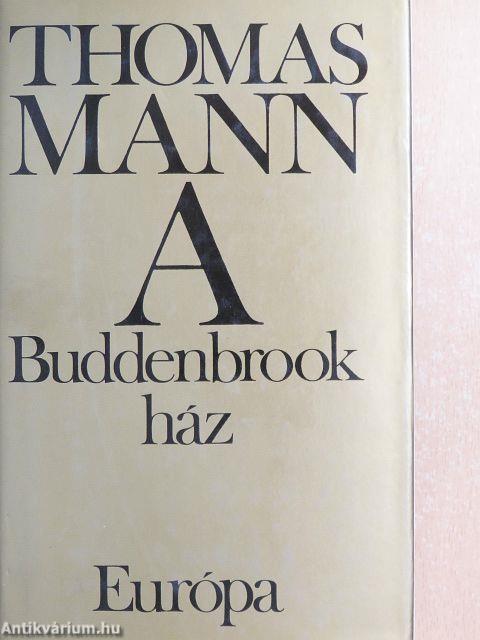 THOMAS
MANN
A
Buddenbrook
ház
Európa
Antikvárium.hu